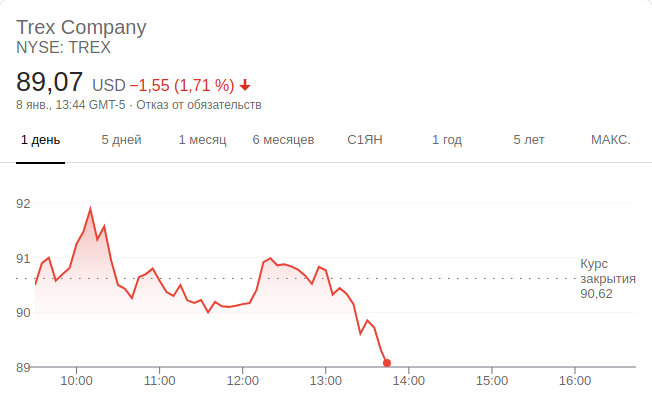 Trex Company
NYSE: TREX
89,07 USD −1,55 (1,71 %)
8 янв., 13:44 GMT-5 · Отказ от обязательств
1 день 5 дней 1 месяц 6 месяцев С1ЯН 1 год 5 лет МАКС.
92
91
90
89
Курс
закрытия
90,62
10:00 11:00 12:00 13:00 14:00 15:00 16:00